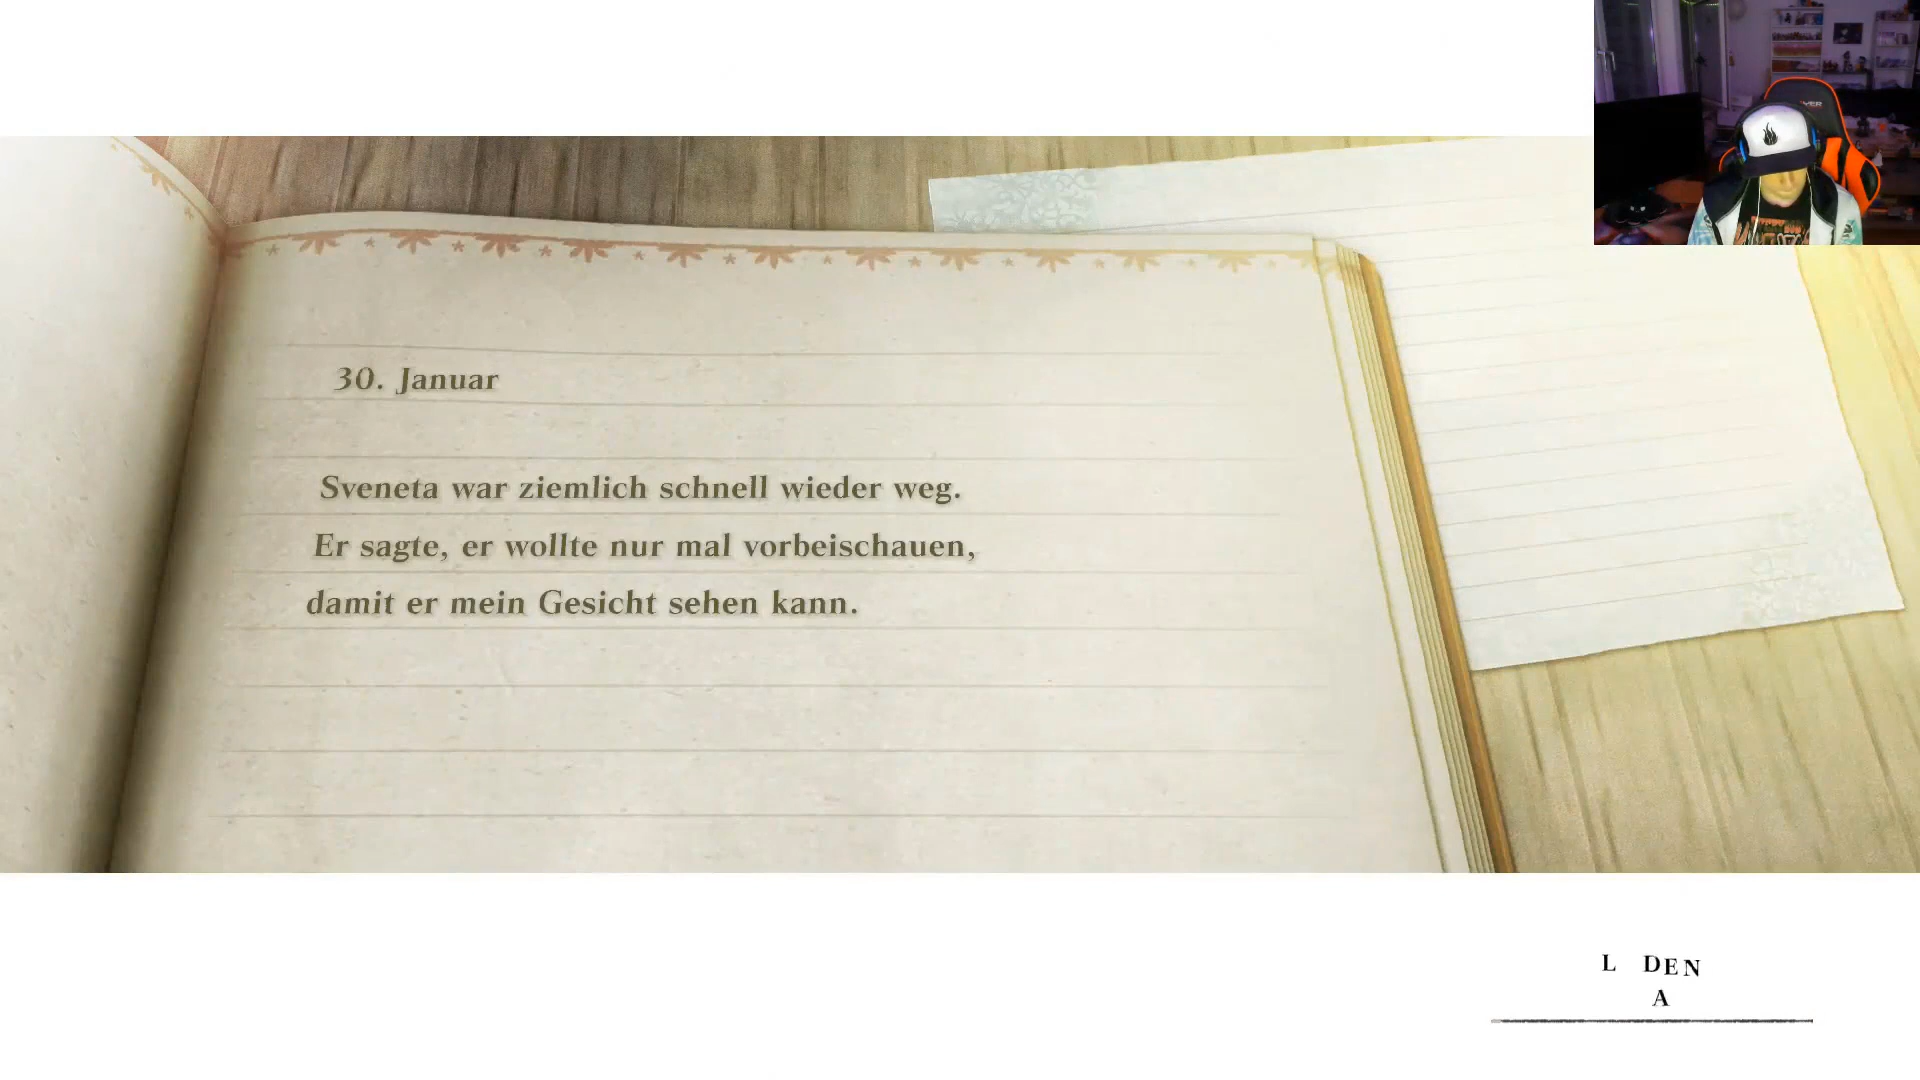 30. Januar
Sveneta war ziemlich schnell wieder weg.
Er sagte, er wollte nur mal vorbeischauen,
damit er mein Gesicht sehen kann.
L DEN
A